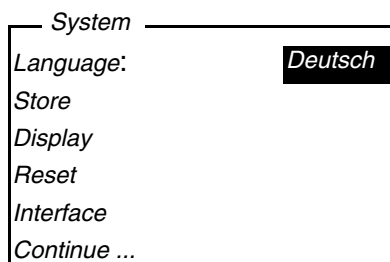 System
Language: Deutsch
Store
Display
Reset
Interface
Continue ...